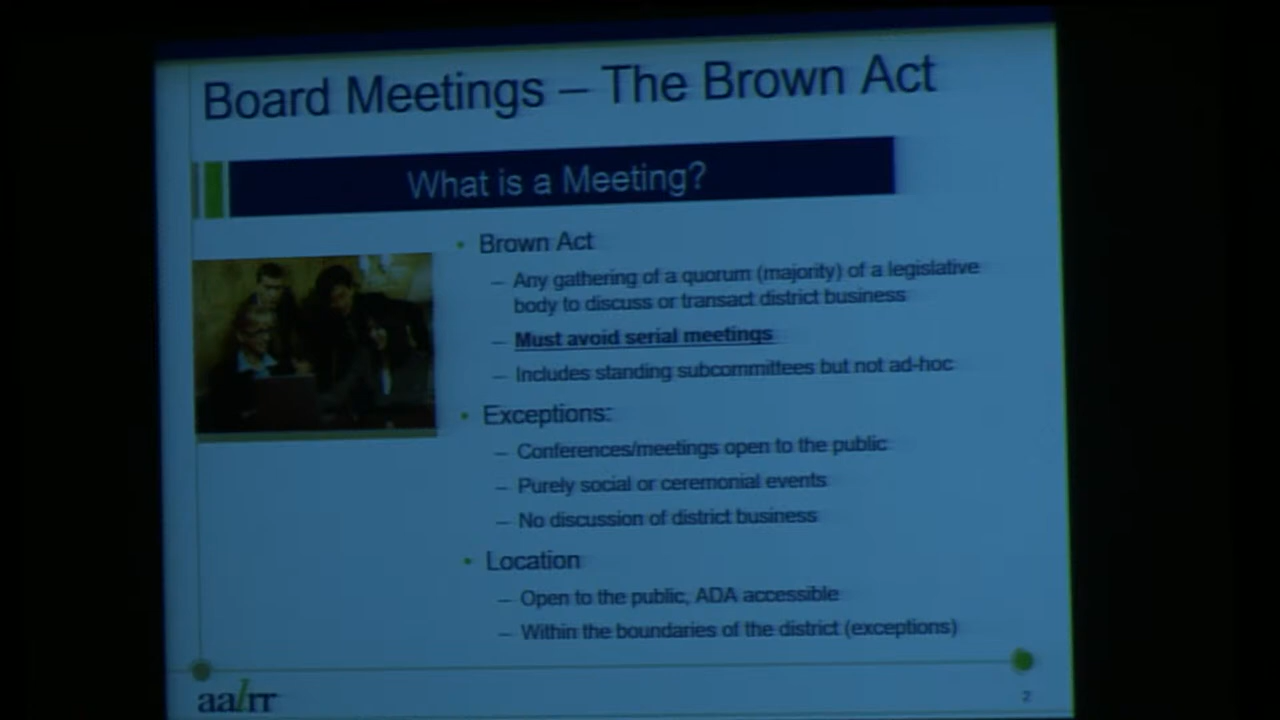 Board Meetings – The Brown Act
What is a Meeting?
• Brown Act
– Any gathering of a quorum (majority) of a legislative
body to discuss or transact district business
– Must avoid serial meetings
– Includes standing subcommittees but not ad-hoc
• Exceptions:
– Conferences/meetings open to the public
– Purely social or ceremonial events
– No discussion of district business
• Location
– Open to the public, ADA accessible
– Within the boundaries of the district (exceptions)
aalrr
2